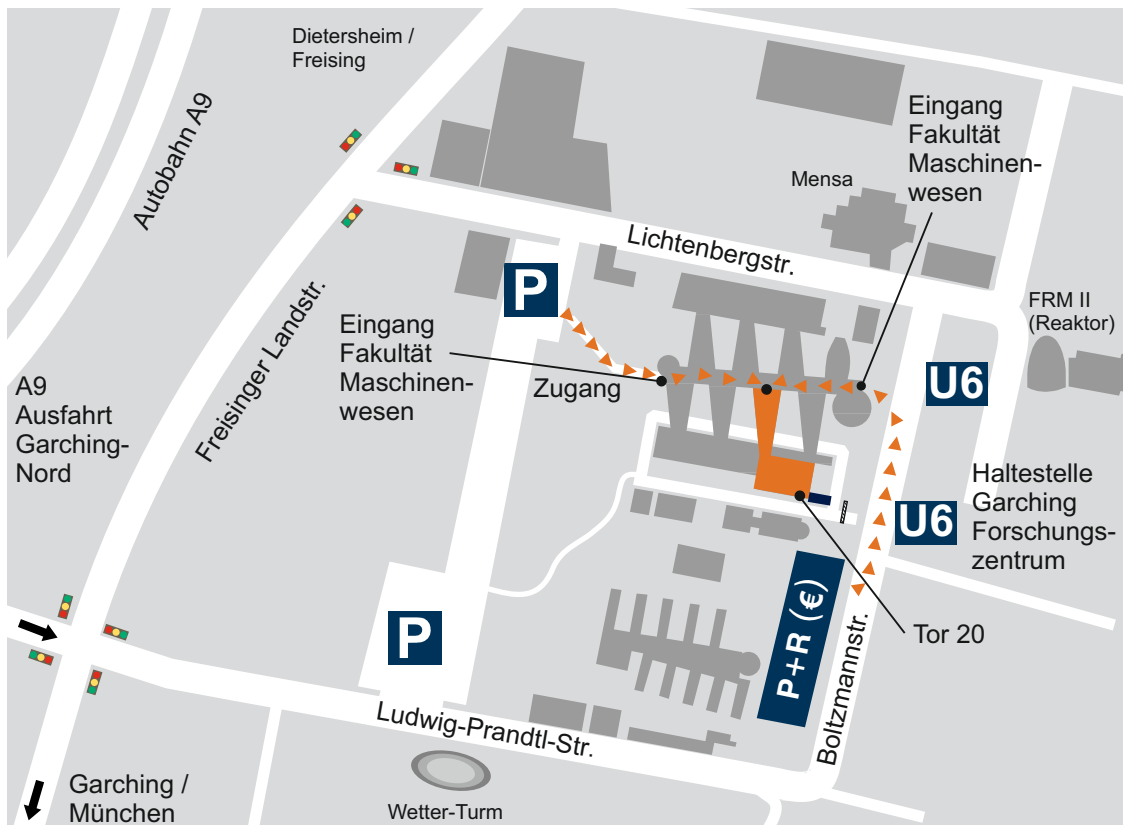 Dietersheim /
Freising
Autobahn A9
Eingang
Fakultät
Maschinen-
wesen
Mensa
Lichtenbergstr.
P
FRM II
(Reaktor)
Eingang
Fakultät
Maschinen-
wesen
Zugang
Freisinger Landstr.
A9
Ausfahrt
Garching-
Nord
U6
Haltestelle
Garching
Forschungs-
zentrum
U6
P+R (€)
Tor 20
P
Boltzmannstr.
Ludwig-Prandtl-Str.
Garching /
München
Wetter-Turm